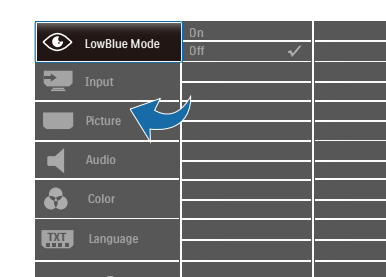 LowBlue Mode
On
Off
Input
Picture
Audio
Color
TXT
Language